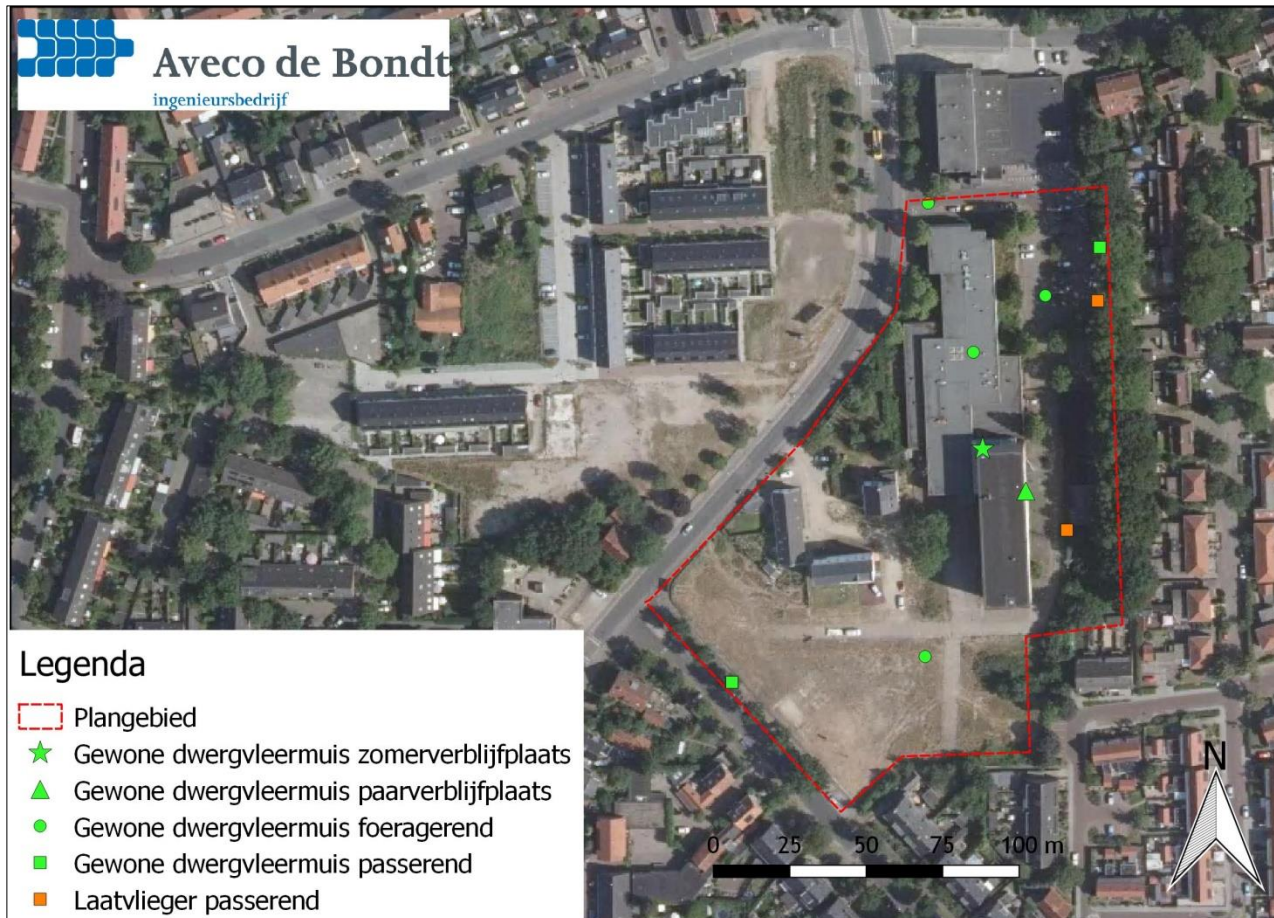 Aveco de Bondt
ingenieursbedrijf
Legenda
Plangebied
Gewone dwergvleermuis zomerverblijfplaats
Gewone dwergvleermuis paarverblijfplaats
Gewone dwergvleermuis foeragerend
Gewone dwergvleermuis passerend
Laatvlieger passerend
0 25 50 75 100 m
N